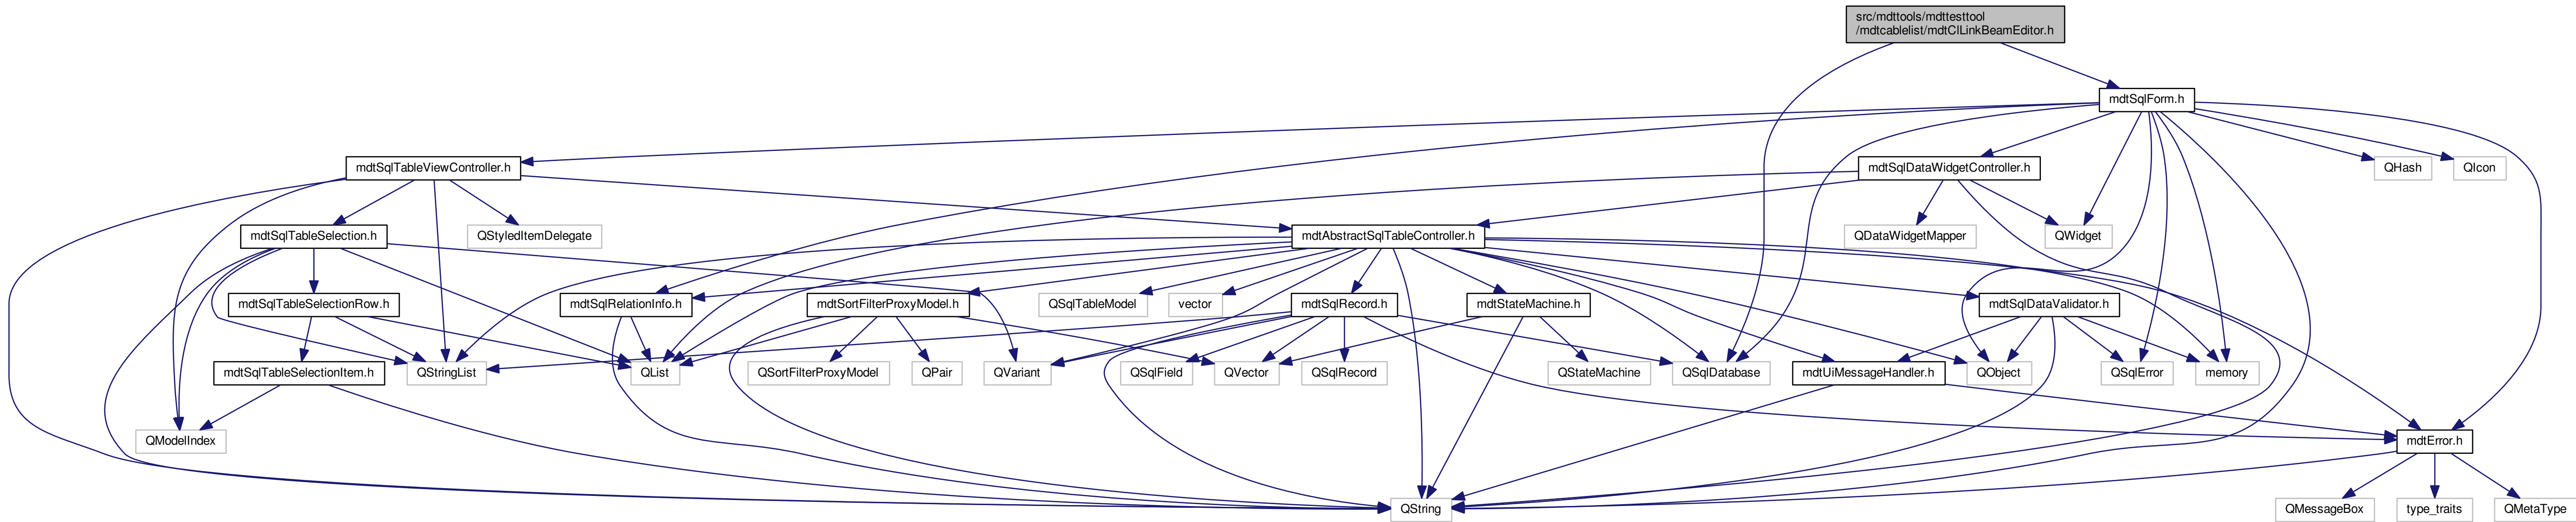 src/mdttools/mdttesttool
/mdtcablelist/mdtClLinkBeamEditor.h
mdtSqlForm.h
mdtSqlTableViewController.h
mdtSqlDataWidgetController.h
QHash
QIcon
mdtSqlTableSelection.h
QStyledItemDelegate
mdtAbstractSqlTableController.h
QDataWidgetMapper
QWidget
mdtSqlTableSelectionRow.h
mdtSqlRelationInfo.h
mdtSortFilterProxyModel.h
QSqlTableModel
vector
mdtSqlRecord.h
mdtStateMachine.h
mdtSqlDataValidator.h
mdtSqlTableSelectionItem.h
QStringList
QList
QSortFilterProxyModel
QPair
QVariant
QSqlField
QVector
QSqlRecord
QStateMachine
QSqlDatabase
mdtUiMessageHandler.h
QObject
QSqlError
memory
QModelIndex
mdtError.h
QString
QMessageBox
type_traits
QMetaType